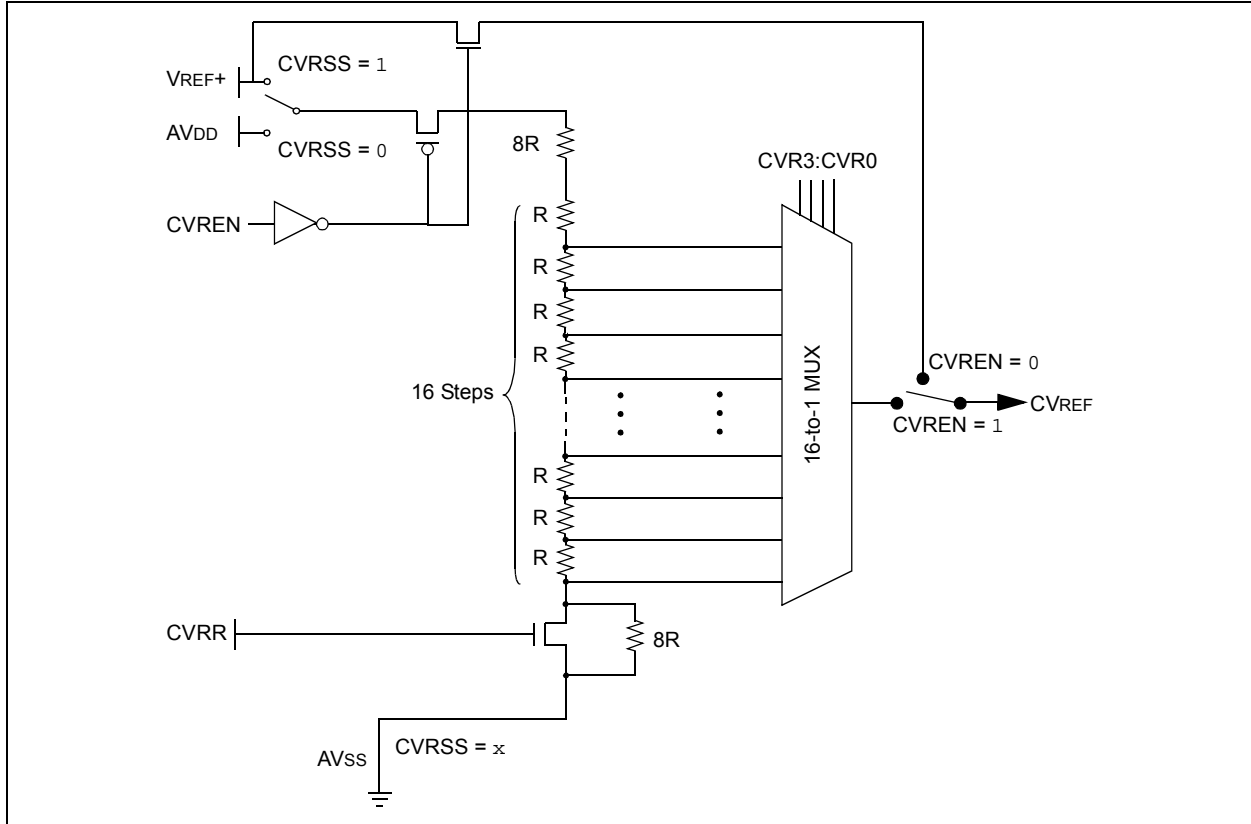 CVRSS = 1
VREF+
8R
AVDD
CVRSS = 0
CVR3:CVR0
CVREN
R
R
R
R
16 Steps
16-to-1 MUX
CVREN = 0
CVREF
CVREN = 1
R
R
R
CVRR
8R
CVRSS = x
AVSS